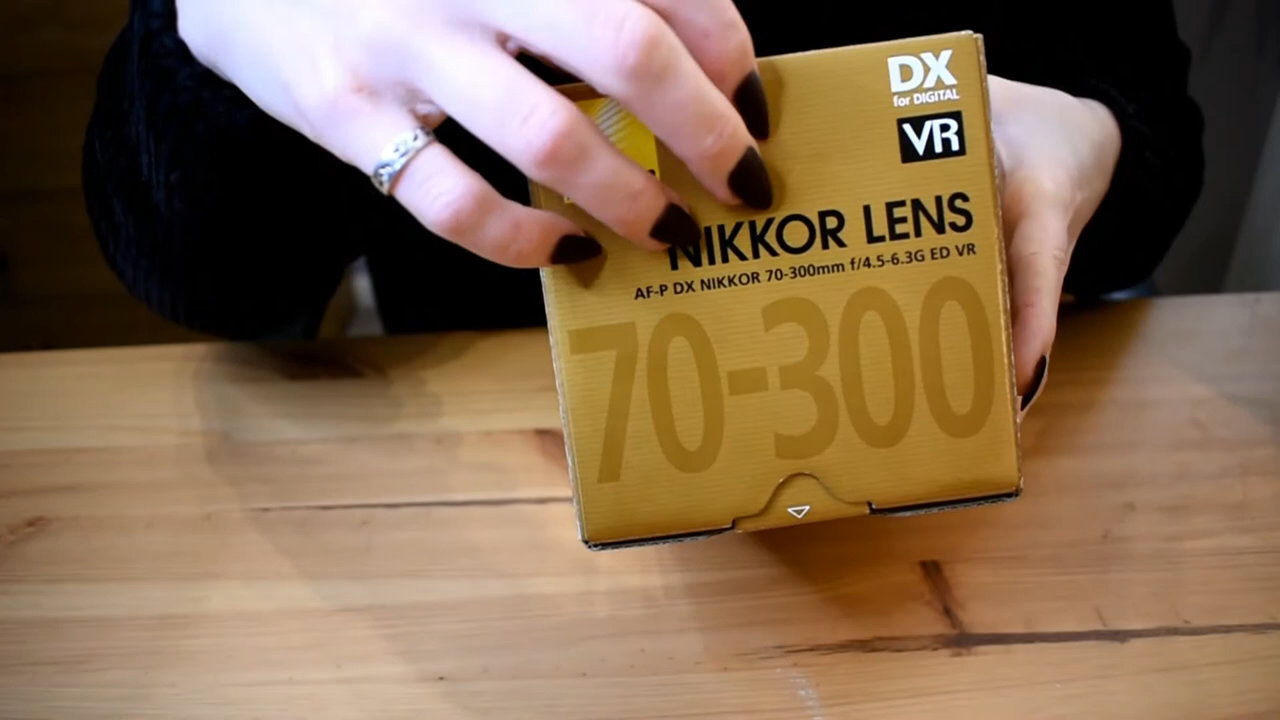 DX
for DIGITAL
VR
NIKKOR LENS
AF-P DX NIKKOR 70-300mm f/4.5-6.3G ED VR
70-300